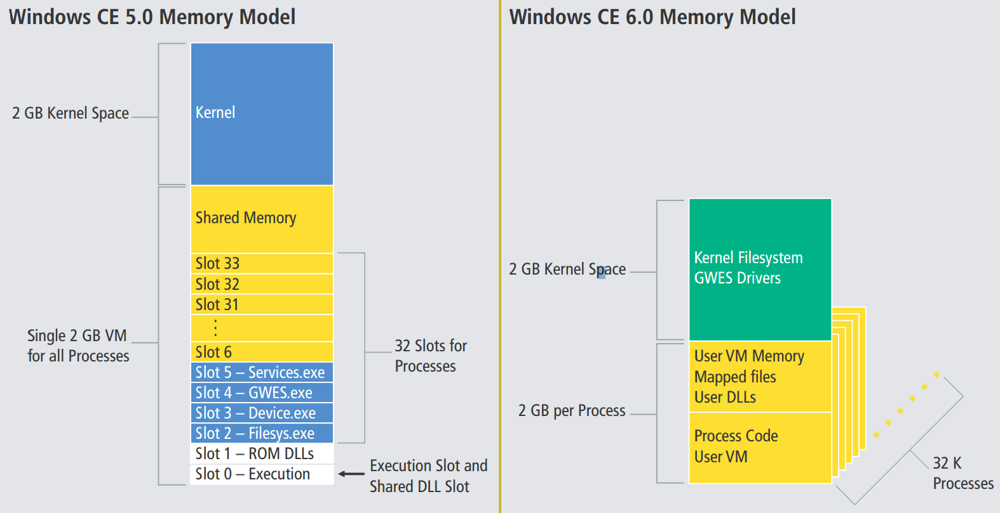 Windows CE 5.0 Memory Model
2 GB Kernel Space
Kernel
Shared Memory
Slot 33
Slot 32
Slot 31
⋮
Slot 6
Slot 5 – Services.exe
Slot 4 – GWES.exe
Slot 3 – Device.exe
Slot 2 – Filesys.exe
Slot 1 – ROM DLLs
Slot 0 – Execution
Single 2 GB VM
for all Processes
32 Slots for
Processes
Execution Slot and
Shared DLL Slot
Windows CE 6.0 Memory Model
2 GB Kernel Space
Kernel Filesystem
GWES Drivers
2 GB per Process
User VM Memory
Mapped files
User DLLs
Process Code
User VM
32 K
Processes